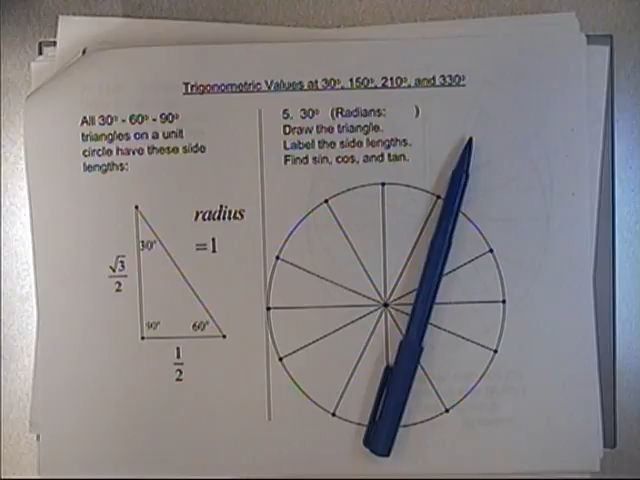 Trigonometric Values at 30°, 150°, 210°, and 330°
All 30° - 60° - 90°
triangles on a unit
circle have these side
lengths:
radius
=1
30°
√3
2
90°
60°
1
2
5. 30° (Radians: )
Draw the triangle.
Label the side lengths.
Find sin, cos, and tan.